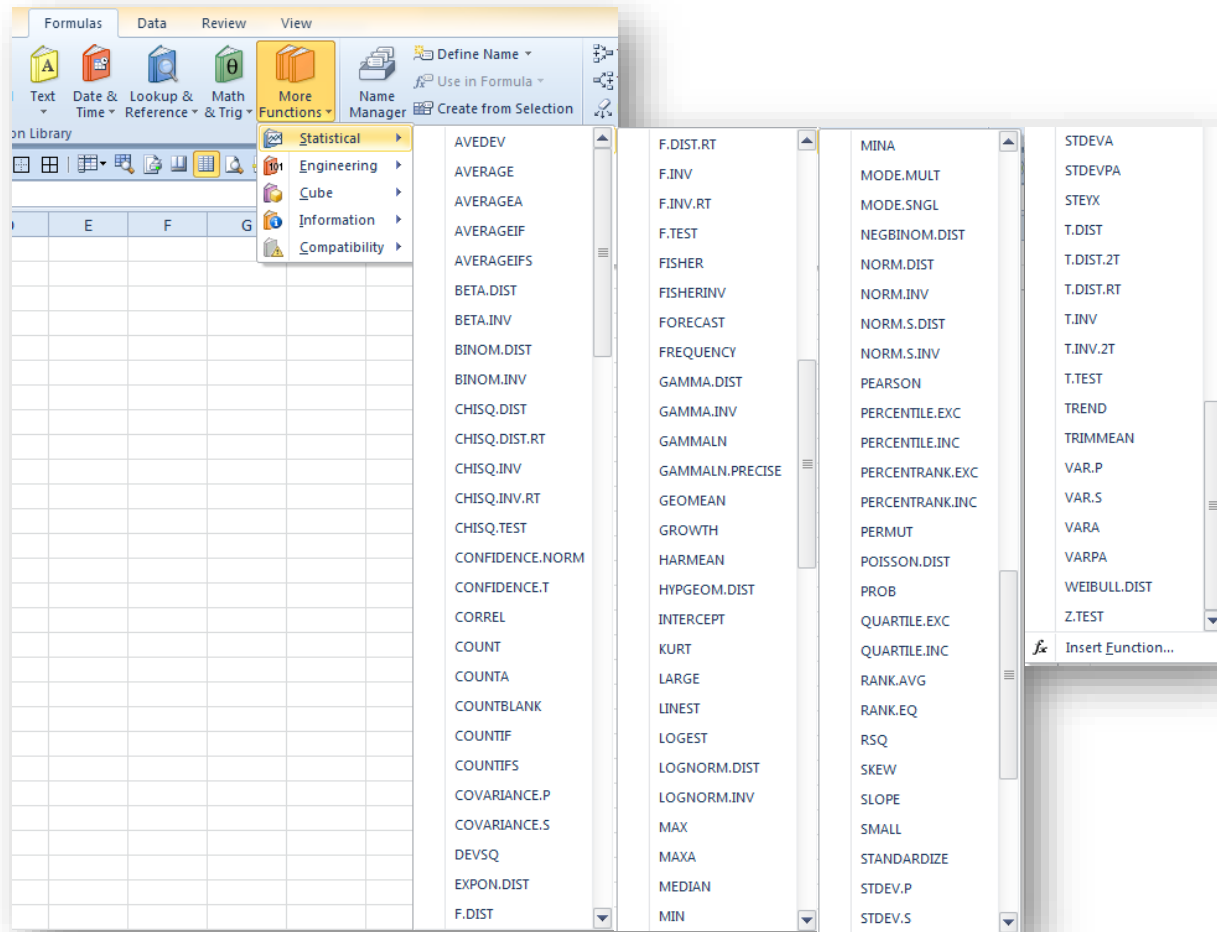 Formulas Data Review View
Text Date & Time Lookup & Reference Math & Trig More Functions Name Manager Define Name
Use in Formula
Create from Selection
on Library
Statistical
Engineering
Cube
Information
Compatibility
E F G
AVEDEV
AVERAGE
AVERAGEA
AVERAGEIF
AVERAGEIFS
BETA.DIST
BETA.INV
BINOM.DIST
BINOM.INV
CHISQ.DIST
CHISQ.DIST.RT
CHISQ.INV
CHISQ.INV.RT
CHISQ.TEST
CONFIDENCE.NORM
CONFIDENCE.T
CORREL
COUNT
COUNTA
COUNTBLANK
COUNTIF
COUNTIFS
COVARIANCE.P
COVARIANCE.S
DEVSQ
EXPON.DIST
F.DIST
F.DIST.RT
F.INV
F.INV.RT
F.TEST
FISHER
FISHERINV
FORECAST
FREQUENCY
GAMMA.DIST
GAMMA.INV
GAMMALN
GAMMALN.PRECISE
GEOMEAN
GROWTH
HARMEAN
HYPGEOM.DIST
INTERCEPT
KURT
LARGE
LINEST
LOGEST
LOGNORM.DIST
LOGNORM.INV
MAX
MAXA
MEDIAN
MIN
MINA
MODE.MULT
MODE.SNGL
NEGBINOM.DIST
NORM.DIST
NORM.INV
NORM.S.DIST
NORM.S.INV
PEARSON
PERCENTILE.EXC
PERCENTILE.INC
PERCENTRANK.EXC
PERCENTRANK.INC
PERMUT
POISSON.DIST
PROB
QUARTILE.EXC
QUARTILE.INC
RANK.AVG
RANK.EQ
RSQ
SKEW
SLOPE
SMALL
STANDARDIZE
STDEV.P
STDEV.S
STDEVA
STDEVPA
STEYX
T.DIST
T.DIST.2T
T.DIST.RT
T.INV
T.INV.2T
T.TEST
TREND
TRIMMEAN
VAR.P
VAR.S
VARA
VARPA
WEIBULL.DIST
Z.TEST
fx Insert Function...